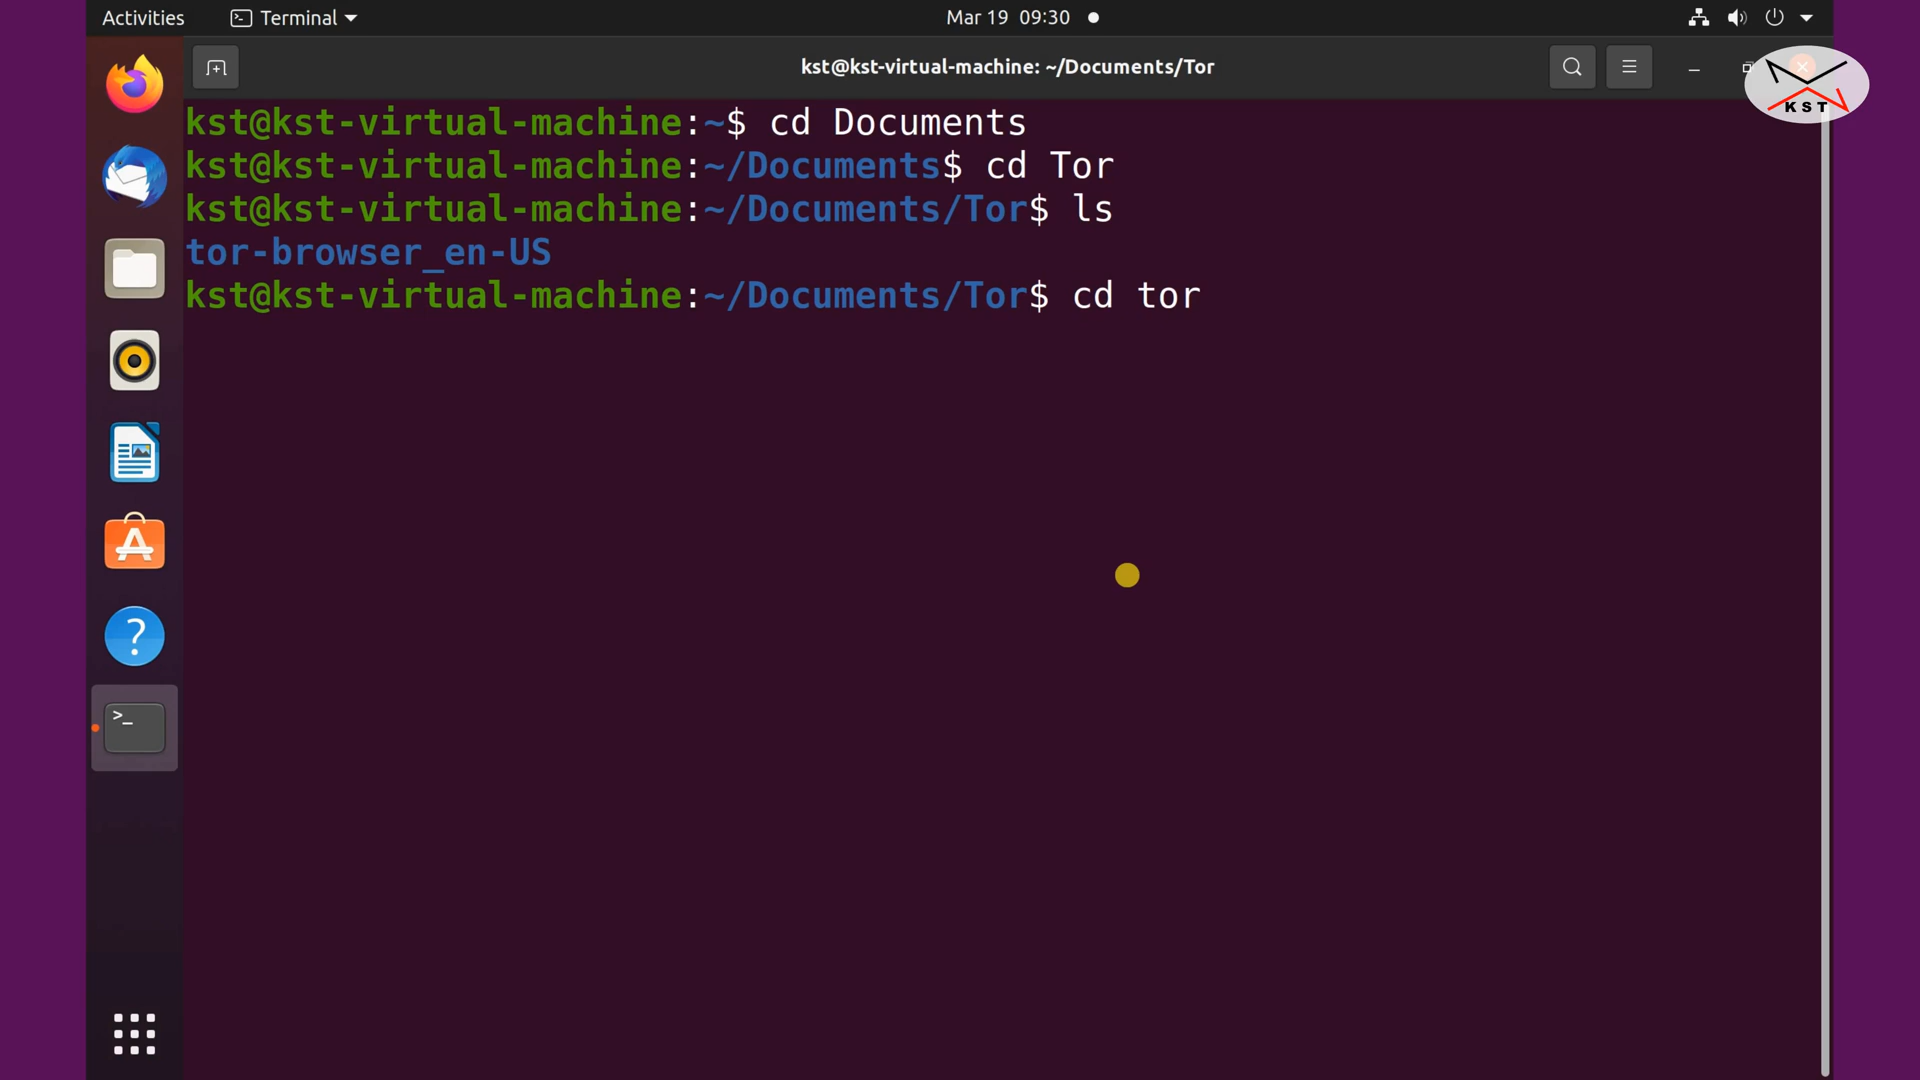 Activities Terminal Mar 19 09:30
kst@kst-virtual-machine: ~/Documents/Tor
KST
kst@kst-virtual-machine:~$ cd Documents
kst@kst-virtual-machine:~/Documents$ cd Tor
kst@kst-virtual-machine:~/Documents/Tor$ ls
tor-browser_en-US
kst@kst-virtual-machine:~/Documents/Tor$ cd tor